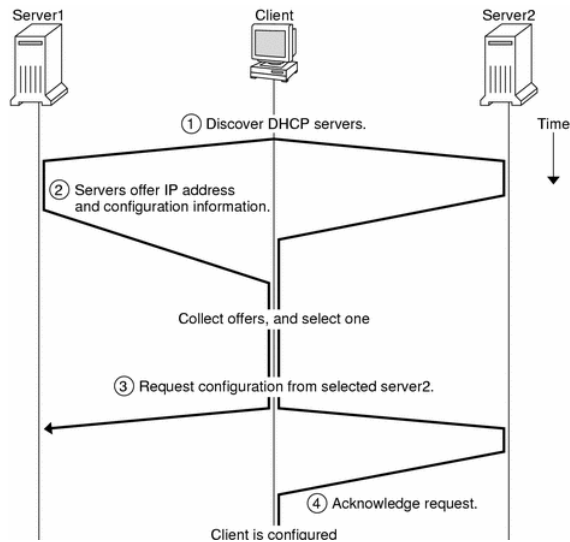 Server1
Client
Server2
1 Discover DHCP servers.
Time
2 Servers offer IP address
and configuration information.
Collect offers, and select one
3 Request configuration from selected server2.
4 Acknowledge request.
Client is configured